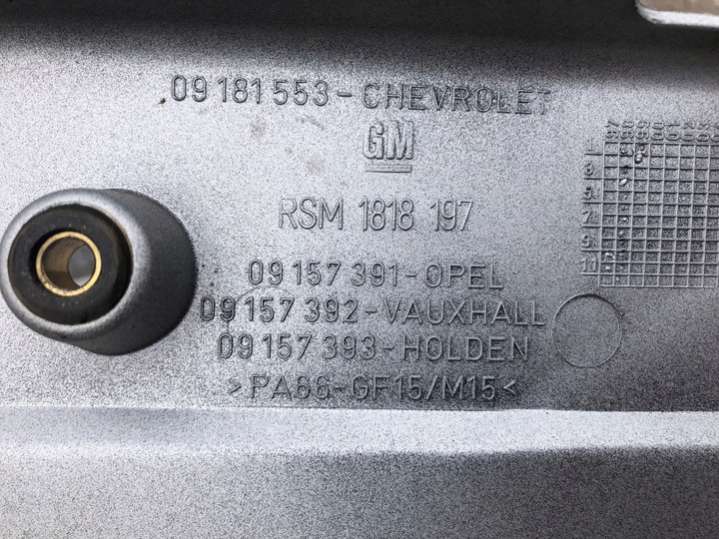 09 181 553-CHEVROLET
GM
RSM 1818 197
09 157 391-OPEL
09 157 392-VAUXHALL
09 157 393-HOLDEN
>PA66-GF15/M15<